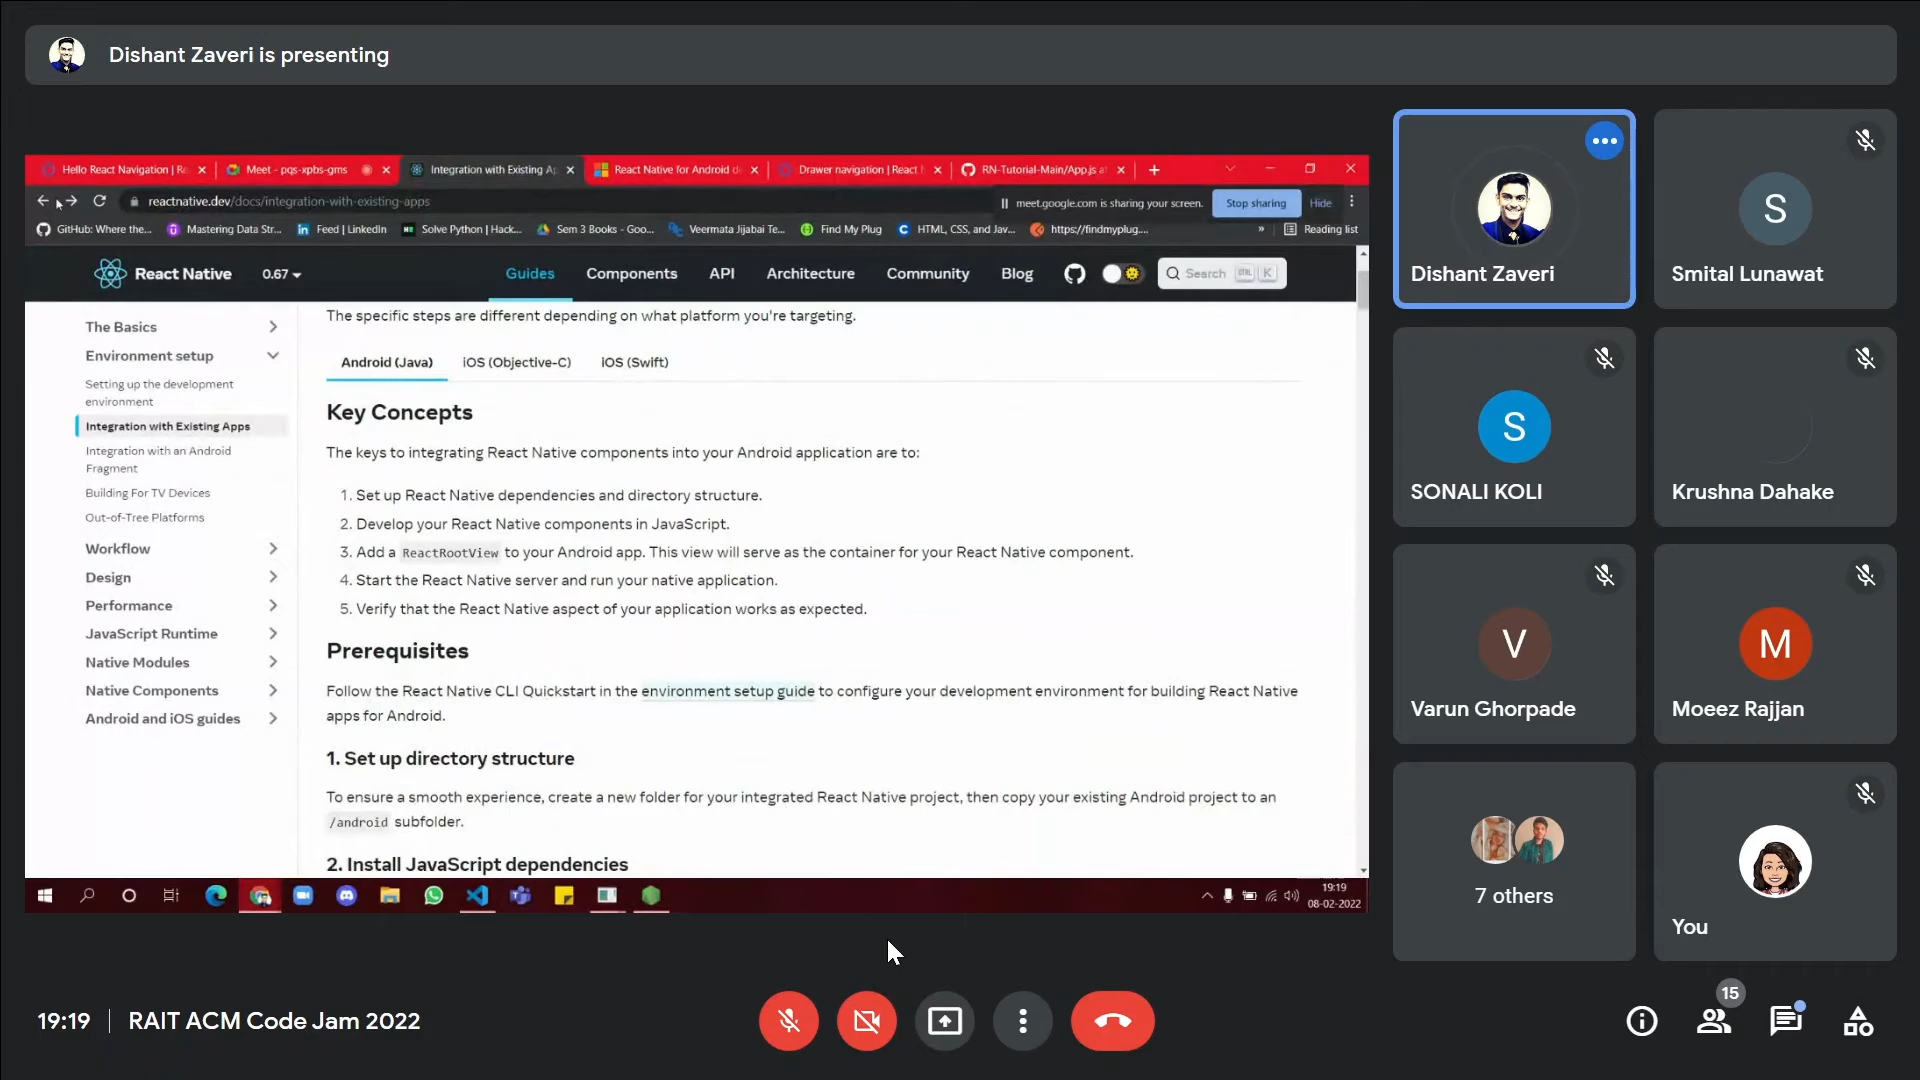 Dishant Zaveri is presenting
Hello React Navigation | R
Meet - pqs-xpbs-gms
Integration with Existing Ap
React Native for Android d
Drawer navigation | React N
RN-Tutorial-Main/App.js a
reactnative.dev/docs/integration-with-existing-apps
meet.google.com is sharing your screen.
Stop sharing
Hide
GitHub: Where the...
Mastering Data Str...
Feed | LinkedIn
Solve Python | Hack...
Sem 3 Books - Goo...
Veermata Jijabai Te...
Find My Plug
HTML, CSS, and Jav...
https://findmyplug....
»
Reading list
React Native
0.67
Guides
Components
API
Architecture
Community
Blog
Search
CTRL K
The Basics
Environment setup
Setting up the development
environment
Integration with Existing Apps
Integration with an Android
Fragment
Building For TV Devices
Out-of-Tree Platforms
Workflow
Design
Performance
JavaScript Runtime
Native Modules
Native Components
Android and iOS guides
The specific steps are different depending on what platform you're targeting.
Android (Java)
iOS (Objective-C)
iOS (Swift)
Key Concepts
The keys to integrating React Native components into your Android application are to:
1. Set up React Native dependencies and directory structure.
2. Develop your React Native components in JavaScript.
3. Add a ReactRootView to your Android app. This view will serve as the container for your React Native component.
4. Start the React Native server and run your native application.
5. Verify that the React Native aspect of your application works as expected.
Prerequisites
Follow the React Native CLI Quickstart in the environment setup guide to configure your development environment for building React Native
apps for Android.
1. Set up directory structure
To ensure a smooth experience, create a new folder for your integrated React Native project, then copy your existing Android project to an
/android subfolder.
2. Install JavaScript dependencies
19:19
08-02-2022
Dishant Zaveri
S
Smital Lunawat
S
SONALI KOLI
Krushna Dahake
V
Varun Ghorpade
M
Moeez Rajjan
7 others
You
19:19
RAIT ACM Code Jam 2022
15